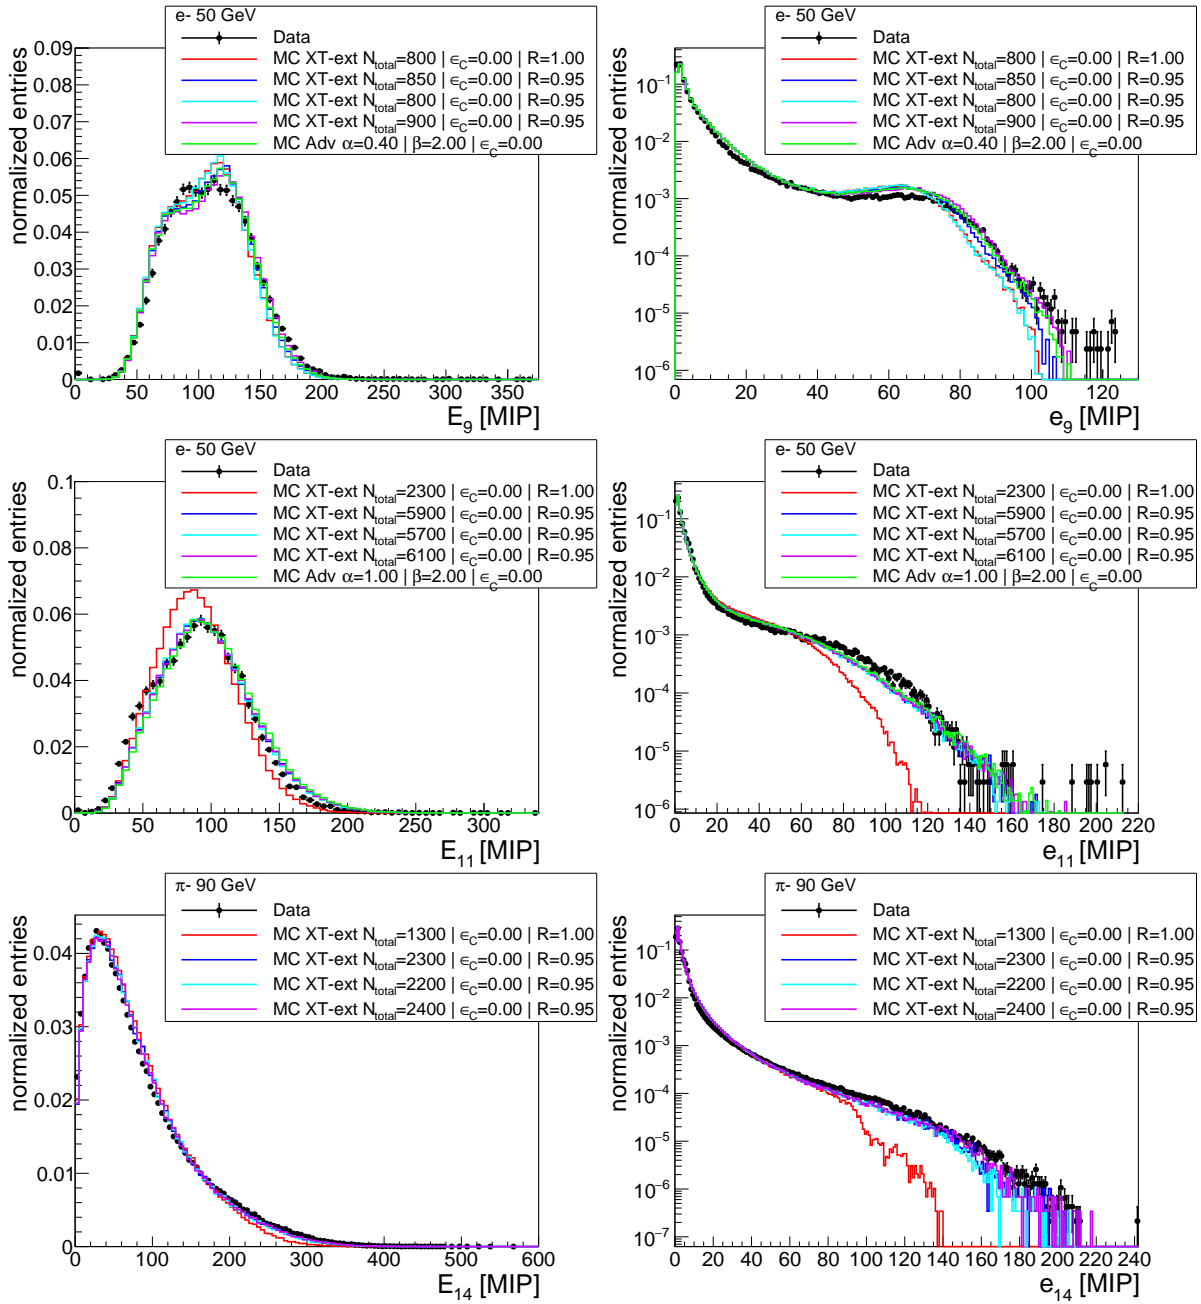 e- 50 GeV
Data
MC XT-ext N_total=800 | ϵ_C=0.00 | R=1.00
MC XT-ext N_total=850 | ϵ_C=0.00 | R=0.95
MC XT-ext N_total=800 | ϵ_C=0.00 | R=0.95
MC XT-ext N_total=900 | ϵ_C=0.00 | R=0.95
MC Adv α=0.40 | β=2.00 | ϵ_C=0.00
normalized entries
0.09
0.08
0.07
0.06
0.05
0.04
0.03
0.02
0.01
0
0 50 100 150 200 250 300 350
E_9 [MIP]
e- 50 GeV
Data
MC XT-ext N_total=800 | ϵ_C=0.00 | R=1.00
MC XT-ext N_total=850 | ϵ_C=0.00 | R=0.95
MC XT-ext N_total=800 | ϵ_C=0.00 | R=0.95
MC XT-ext N_total=900 | ϵ_C=0.00 | R=0.95
MC Adv α=0.40 | β=2.00 | ϵ_C=0.00
normalized entries
10^-1
10^-2
10^-3
10^-4
10^-5
10^-6
0 20 40 60 80 100 120
e_9 [MIP]
e- 50 GeV
Data
MC XT-ext N_total=2300 | ϵ_C=0.00 | R=1.00
MC XT-ext N_total=5900 | ϵ_C=0.00 | R=0.95
MC XT-ext N_total=5700 | ϵ_C=0.00 | R=0.95
MC XT-ext N_total=6100 | ϵ_C=0.00 | R=0.95
MC Adv α=1.00 | β=2.00 | ϵ_C=0.00
normalized entries
0.1
0.08
0.06
0.04
0.02
0
0 50 100 150 200 250 300
E_11 [MIP]
e- 50 GeV
Data
MC XT-ext N_total=2300 | ϵ_C=0.00 | R=1.00
MC XT-ext N_total=5900 | ϵ_C=0.00 | R=0.95
MC XT-ext N_total=5700 | ϵ_C=0.00 | R=0.95
MC XT-ext N_total=6100 | ϵ_C=0.00 | R=0.95
MC Adv α=1.00 | β=2.00 | ϵ_C=0.00
normalized entries
10^-1
10^-2
10^-3
10^-4
10^-5
10^-6
0 20 40 60 80 100 120 140 160 180 200 220
e_11 [MIP]
π- 90 GeV
Data
MC XT-ext N_total=1300 | ϵ_C=0.00 | R=1.00
MC XT-ext N_total=2300 | ϵ_C=0.00 | R=0.95
MC XT-ext N_total=2200 | ϵ_C=0.00 | R=0.95
MC XT-ext N_total=2400 | ϵ_C=0.00 | R=0.95
normalized entries
0.04
0.03
0.02
0.01
0
0 100 200 300 400 500 600
E_14 [MIP]
π- 90 GeV
Data
MC XT-ext N_total=1300 | ϵ_C=0.00 | R=1.00
MC XT-ext N_total=2300 | ϵ_C=0.00 | R=0.95
MC XT-ext N_total=2200 | ϵ_C=0.00 | R=0.95
MC XT-ext N_total=2400 | ϵ_C=0.00 | R=0.95
normalized entries
10^-1
10^-2
10^-3
10^-4
10^-5
10^-6
10^-7
0 20 40 60 80 100 120 140 160 180 200 220 240
e_14 [MIP]